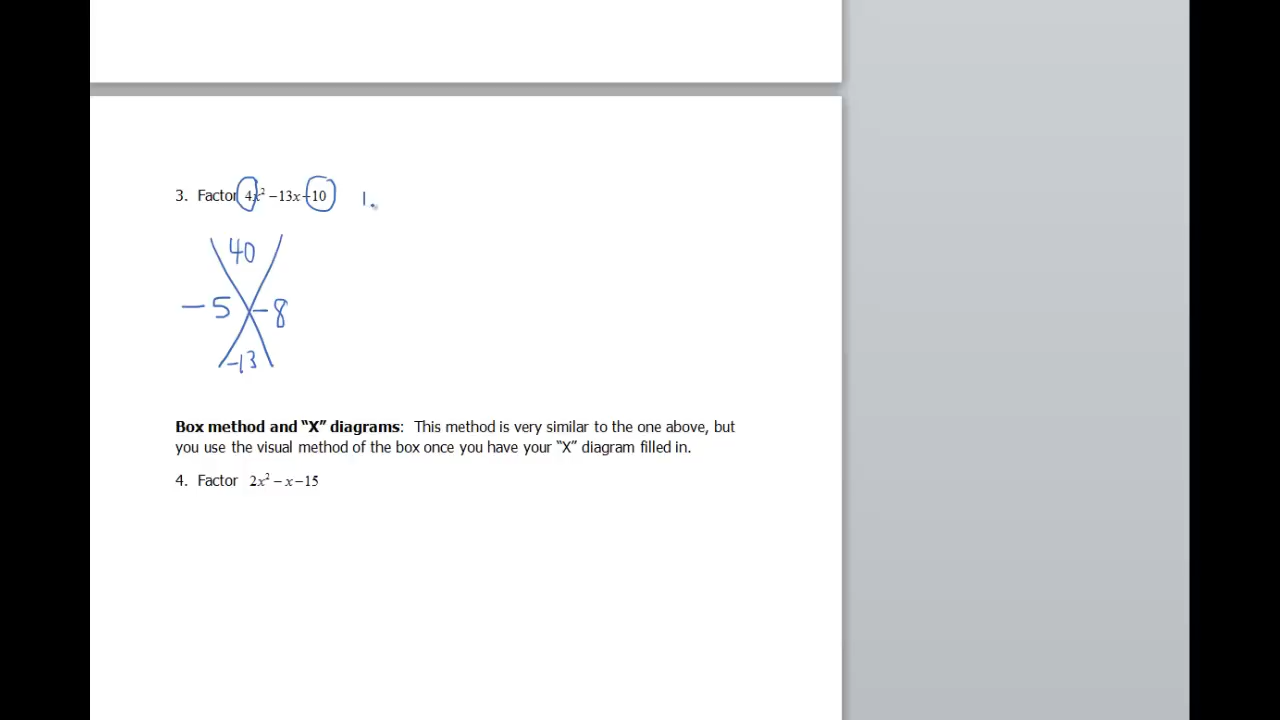 3. Factor 4x² −13x+10 1.
40
−5 −8
−13
Box method and “X” diagrams: This method is very similar to the one above, but
you use the visual method of the box once you have your “X” diagram filled in.
4. Factor 2x² − x −15